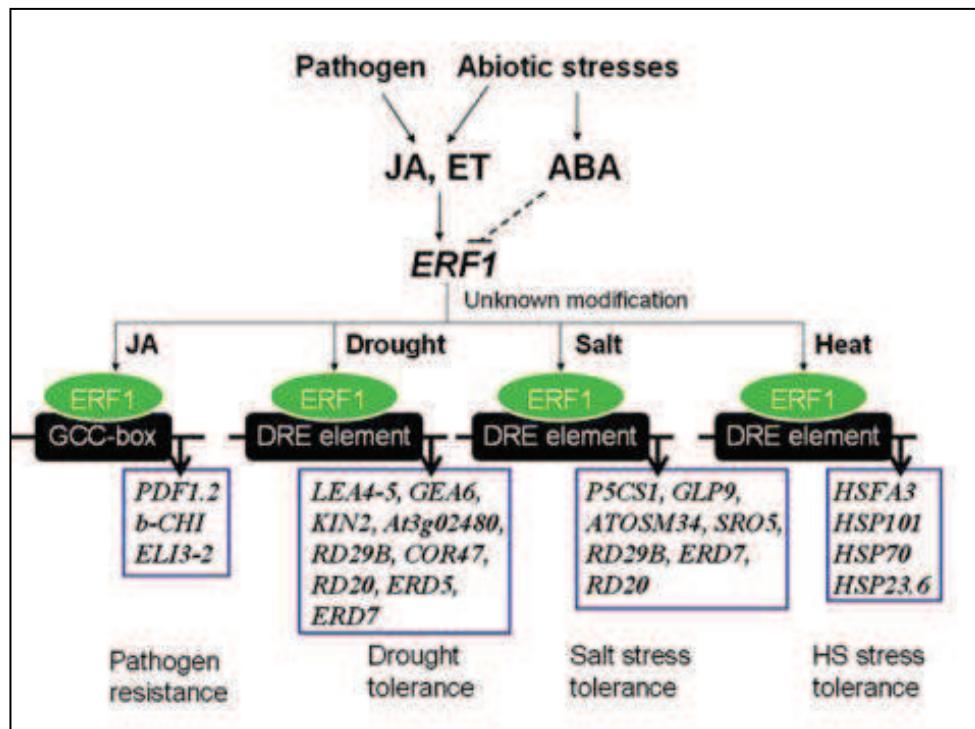 Pathogen Abiotic stresses
JA, ET ABA
ERF1
Unknown modification
JA Drought Salt Heat
ERF1 ERF1 ERF1 ERF1
GCC-box DRE element DRE element DRE element
PDF1.2
b-CHI
ELI3-2
LEA4-5, GEA6,
KIN2, At3g02480,
RD29B, COR47,
RD20, ERD5,
ERD7
P5CS1, GLP9,
ATOSM34, SRO5,
RD29B, ERD7,
RD20
HSFA3
HSP101
HSP70
HSP23.6
Pathogen
resistance
Drought
tolerance
Salt stress
tolerance
HS stress
tolerance